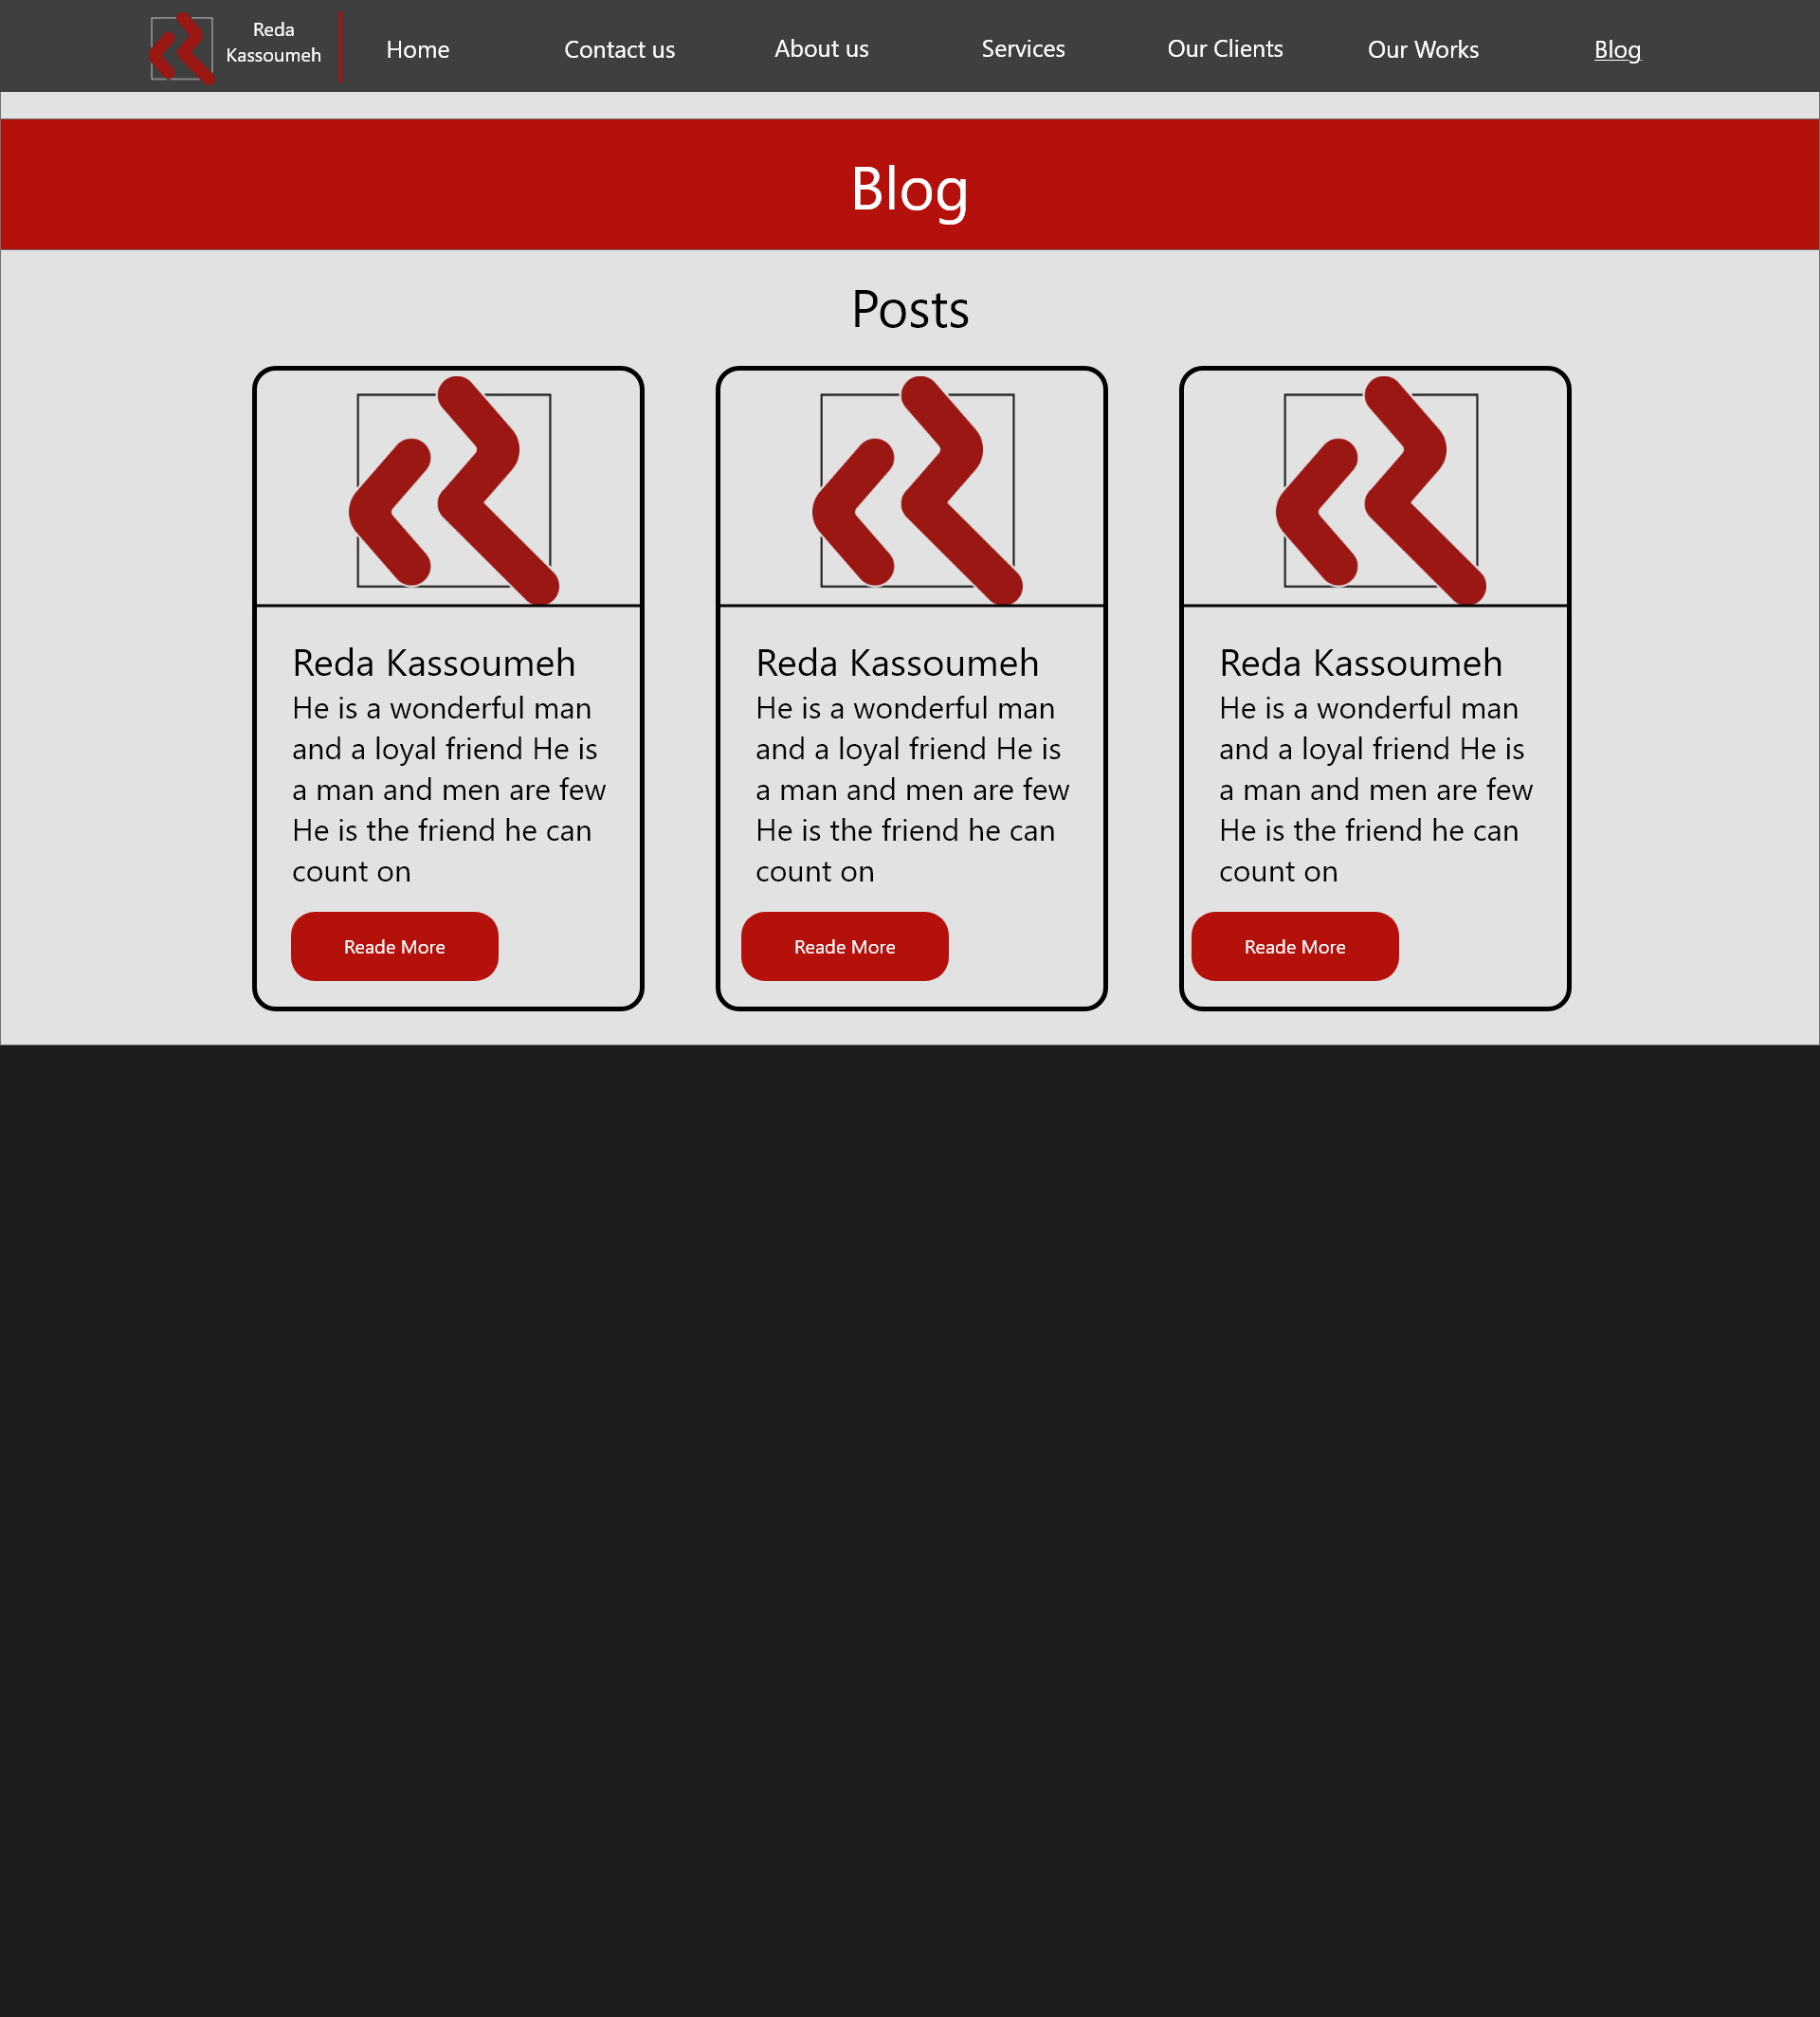 Reda
Kassoumeh
Home
Contact us
About us
Services
Our Clients
Our Works
Blog
Blog
Posts
Reda Kassoumeh
He is a wonderful man
and a loyal friend He is
a man and men are few
He is the friend he can
count on
Reade More
Reda Kassoumeh
He is a wonderful man
and a loyal friend He is
a man and men are few
He is the friend he can
count on
Reade More
Reda Kassoumeh
He is a wonderful man
and a loyal friend He is
a man and men are few
He is the friend he can
count on
Reade More